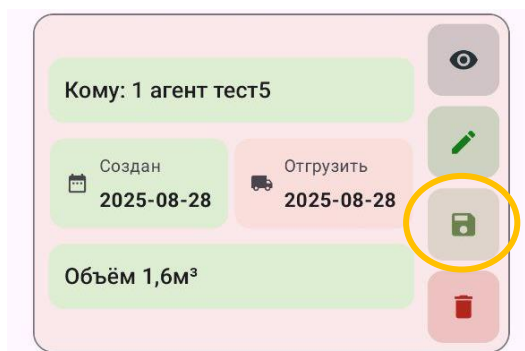 Кому: 1 агент тест5
Создан
2025-08-28
Отгрузить
2025-08-28
Объём 1,6м³